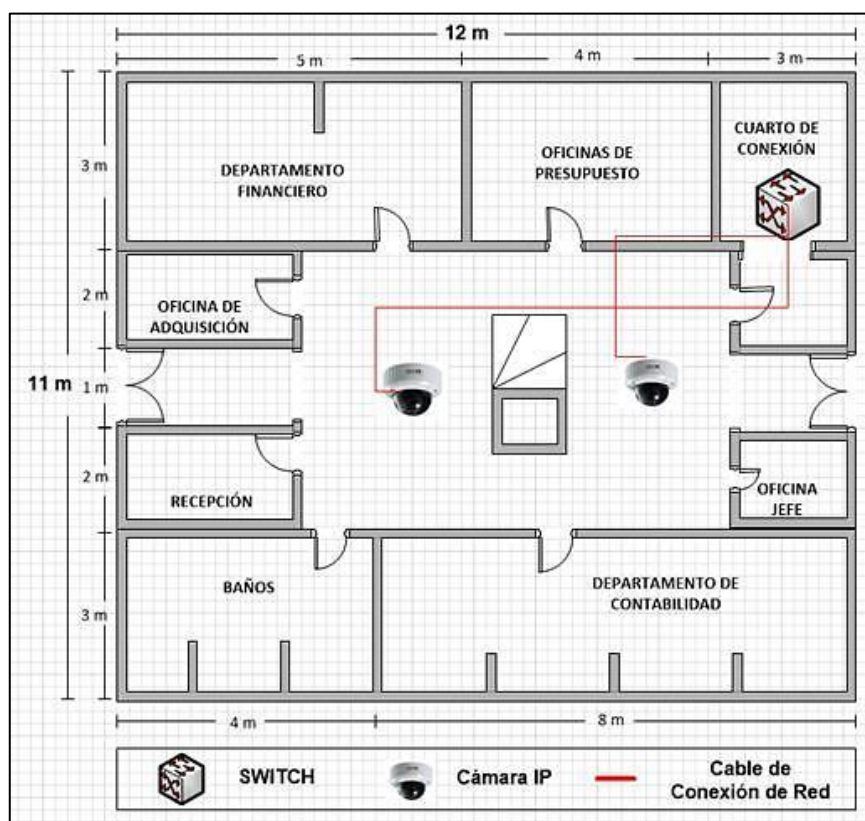 12 m
5 m
4 m
3 m
CUARTO DE
CONEXIÓN
OFICINAS DE
PRESUPUESTO
DEPARTAMENTO
FINANCIERO
3 m
OFICINA DE
ADQUISICIÓN
2 m
11 m
1 m
2 m
RECEPCIÓN
OFICINA
JEFE
BAÑOS
DEPARTAMENTO DE
CONTABILIDAD
3 m
4 m
8 m
SWITCH
Cámara IP
Cable de
Conexión de Red